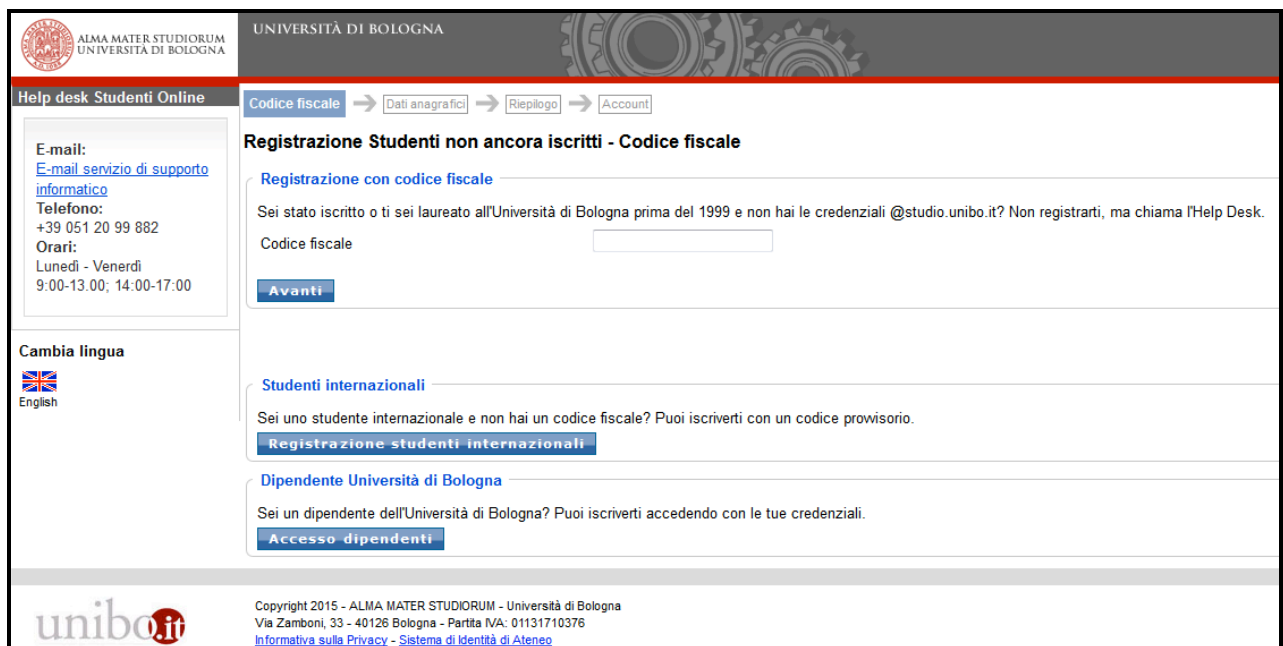 ALMA MATER STUDIORUM
UNIVERSITÀ DI BOLOGNA
UNIVERSITÀ DI BOLOGNA
Help desk Studenti Online
E-mail:
E-mail servizio di supporto
informatico
Telefono:
+39 051 20 99 882
Orari:
Lunedì - Venerdì
9:00-13.00; 14:00-17:00
Cambia lingua
English
Codice fiscale
Dati anagrafici
Riepilogo
Account
Registrazione Studenti non ancora iscritti - Codice fiscale
Registrazione con codice fiscale
Sei stato iscritto o ti sei laureato all'Università di Bologna prima del 1999 e non hai le credenziali @studio.unibo.it? Non registrarti, ma chiama l'Help Desk.
Codice fiscale
Avanti
Studenti internazionali
Sei uno studente internazionale e non hai un codice fiscale? Puoi iscriverti con un codice provvisorio.
Registrazione studenti internazionali
Dipendente Università di Bologna
Sei un dipendente dell'Università di Bologna? Puoi iscriverti accedendo con le tue credenziali.
Accesso dipendenti
unibo.it
Copyright 2015 - ALMA MATER STUDIORUM - Università di Bologna
Via Zamboni, 33 - 40126 Bologna - Partita IVA: 01131710376
Informativa sulla Privacy - Sistema di Identità di Ateneo